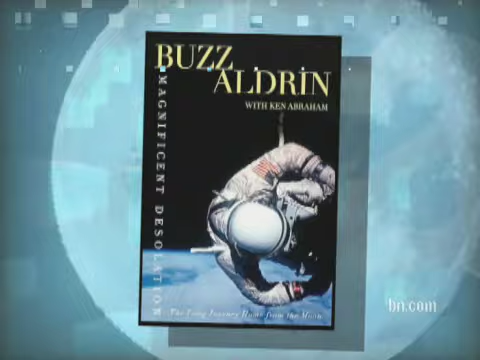 BUZZ
ALDRIN
WITH KEN ABRAHAM
MAGNIFICENT DESOLATION
The Long Journey Home from the Moon
bn.com